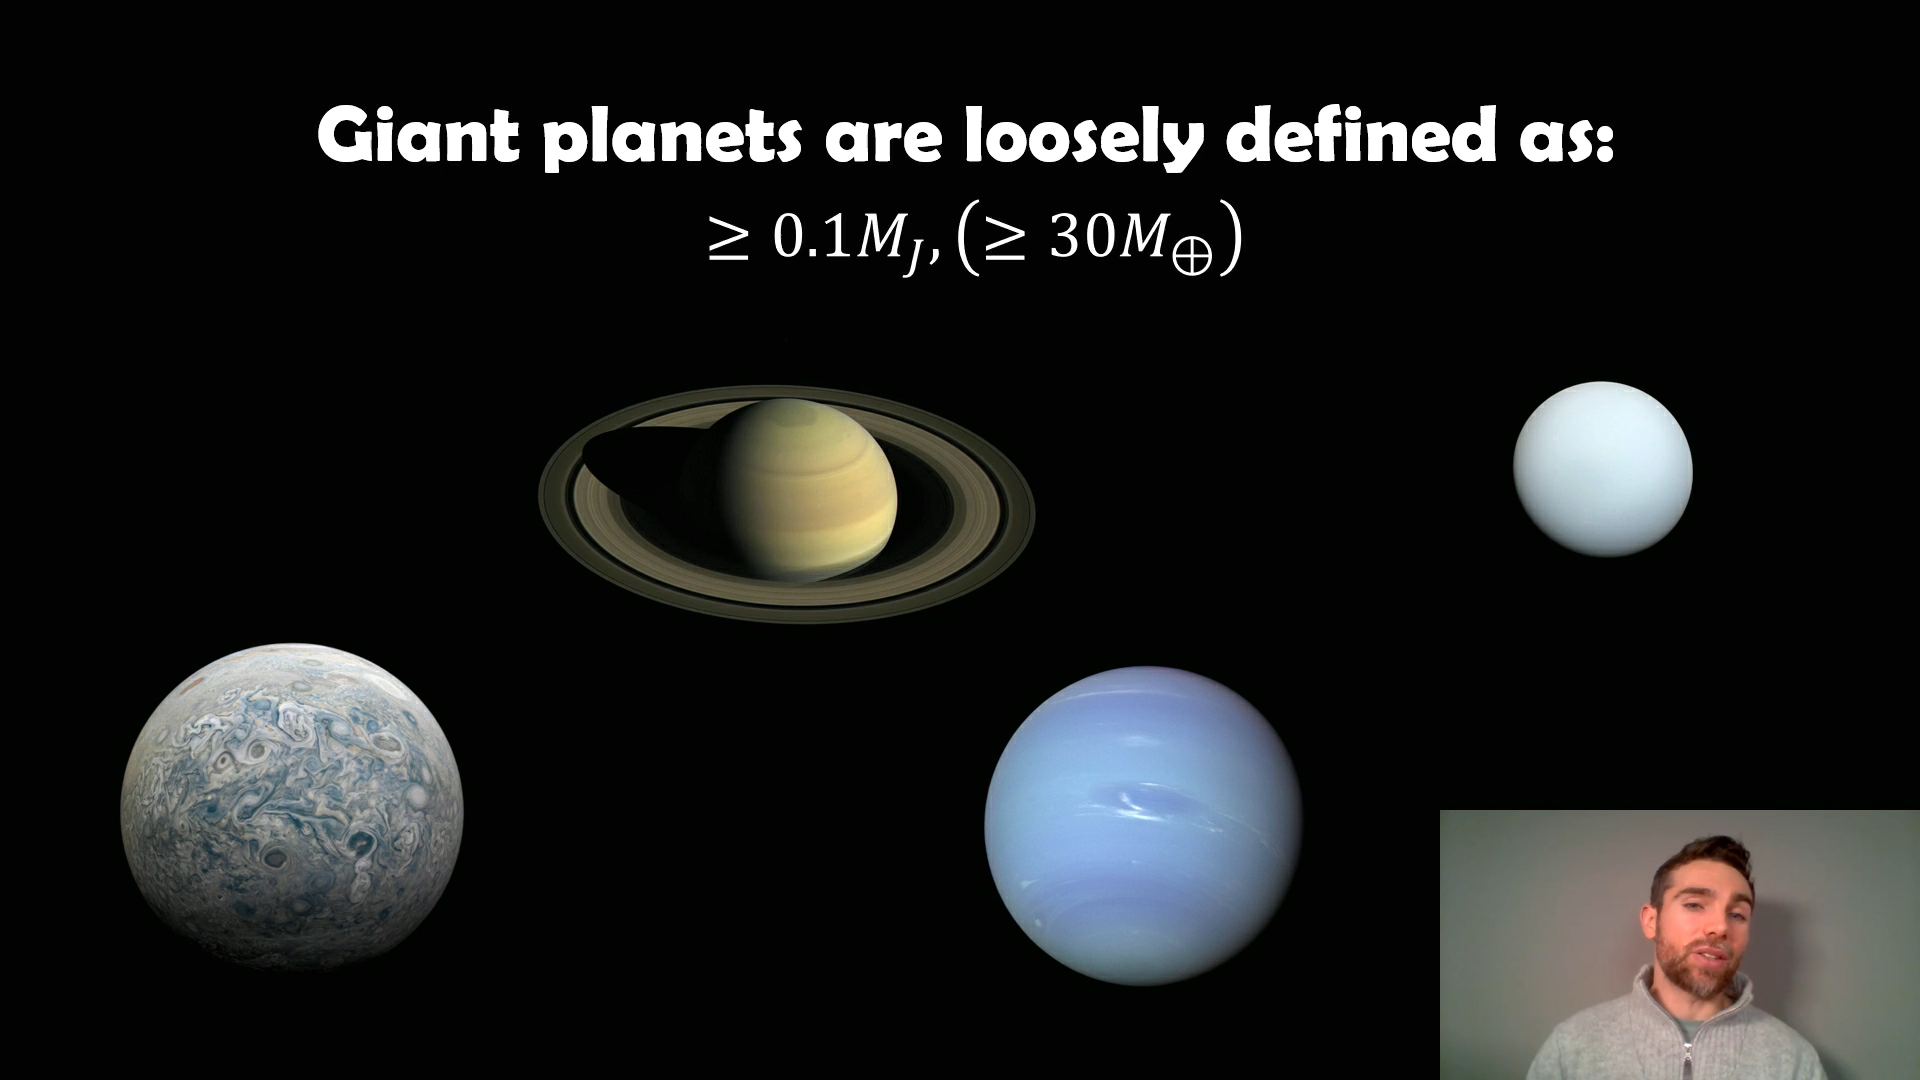 Giant planets are loosely defined as:
≥ 0.1M_J, (≥ 30M_⊕)